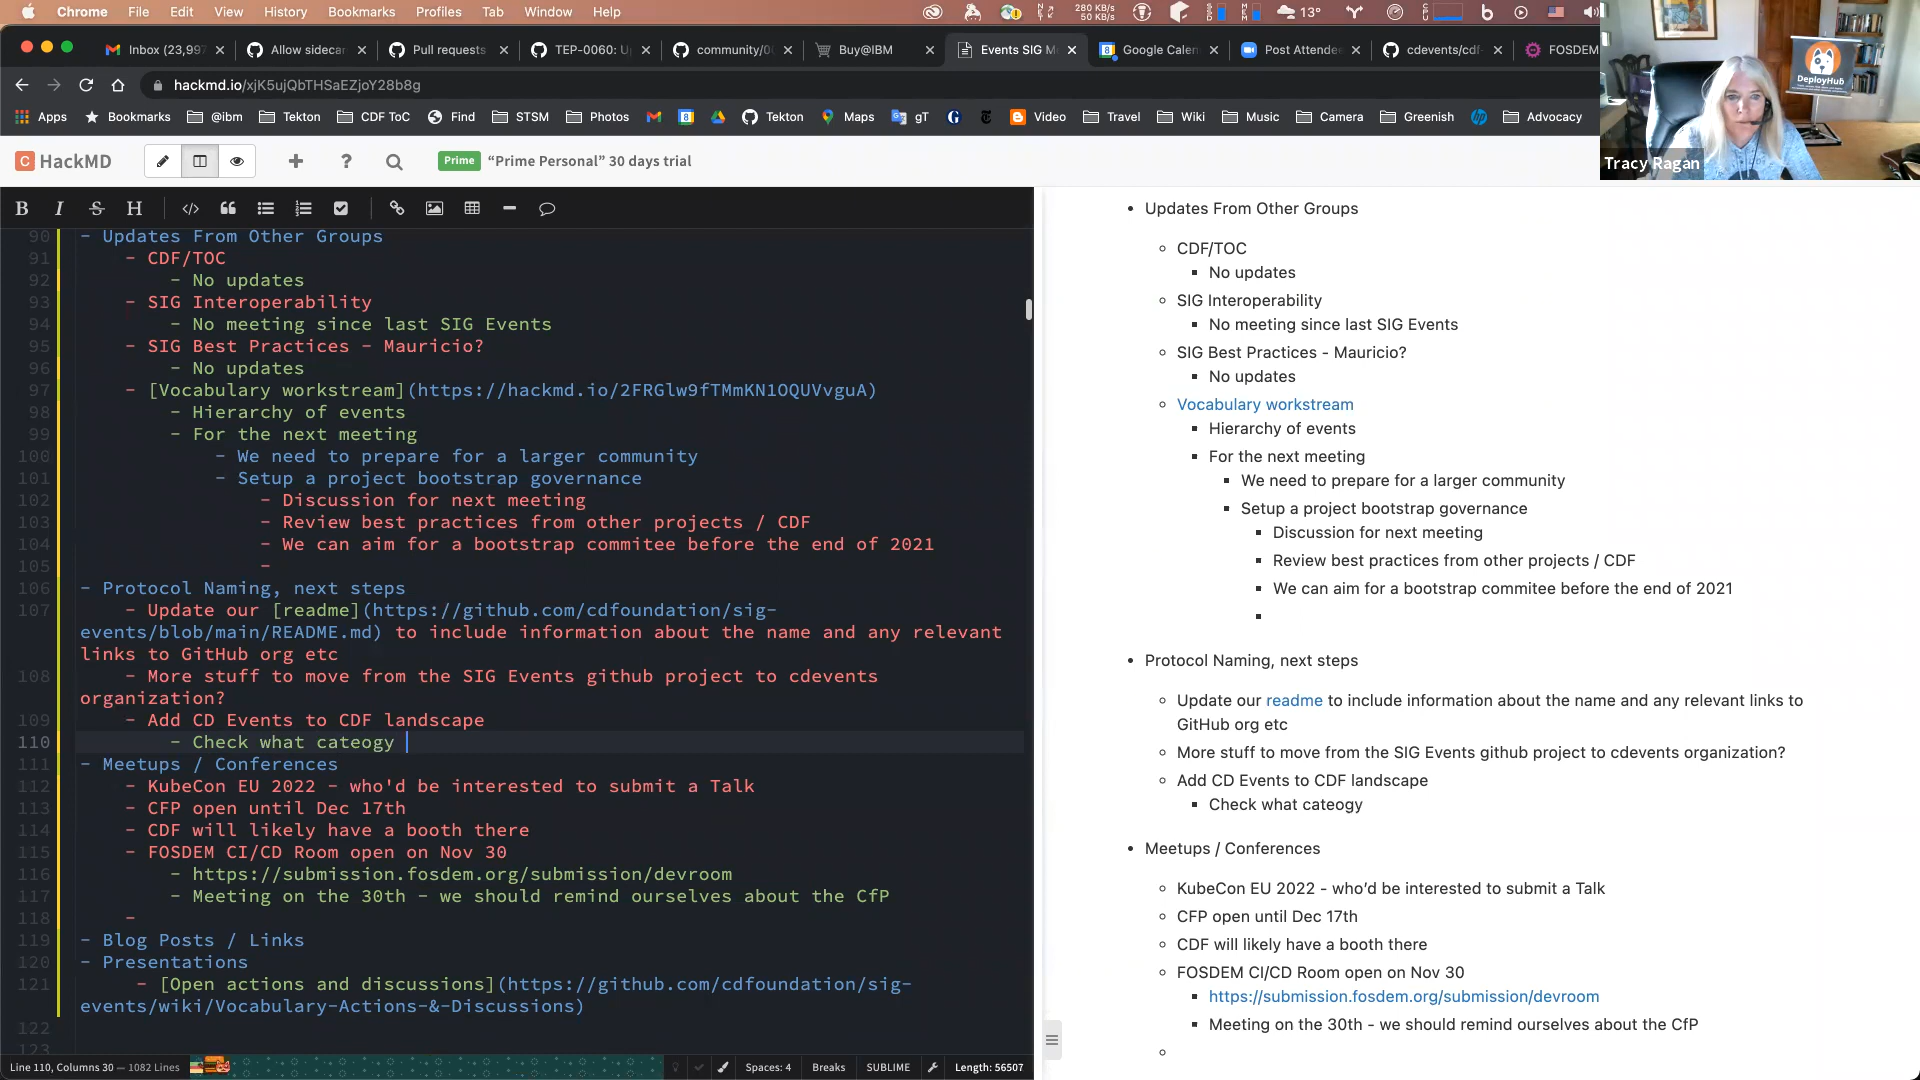 Chrome File Edit View History Bookmarks Profiles Tab Window Help 280 KB/s 50 KB/s 13°
Inbox (23,997 Allow sidecar Pull requests TEP-0060: community/0 Buy@IBM Events SIG M Google Calen Post Attende cdevents/cdf- FOSDEM
hackmd.io/xjK5ujQbTHSaEZjoY28b8g
Apps Bookmarks @ibm Tekton CDF ToC Find STSM Photos Tekton Maps gT Video Travel Wiki Music Camera Greenish Advocacy
DeployHub
Tracy Ragan
HackMD Prime “Prime Personal” 30 days trial
B I S H
90 - Updates From Other Groups
91 - CDF/TOC
92 - No updates
93 - SIG Interoperability
94 - No meeting since last SIG Events
95 - SIG Best Practices - Mauricio?
96 - No updates
97 - [Vocabulary workstream](https://hackmd.io/2FRGlw9fTMmKN1OQUVvguA)
98 - Hierarchy of events
99 - For the next meeting
100 - We need to prepare for a larger community
101 - Setup a project bootstrap governance
102 - Discussion for next meeting
103 - Review best practices from other projects / CDF
104 - We can aim for a bootstrap commitee before the end of 2021
105 -
106 - Protocol Naming, next steps
107 - Update our [readme](https://github.com/cdfoundation/sig-
events/blob/main/README.md) to include information about the name and any relevant
links to GitHub org etc
108 - More stuff to move from the SIG Events github project to cdevents
organization?
109 - Add CD Events to CDF landscape
110 - Check what cateogy
111 - Meetups / Conferences
112 - KubeCon EU 2022 - who'd be interested to submit a Talk
113 - CFP open until Dec 17th
114 - CDF will likely have a booth there
115 - FOSDEM CI/CD Room open on Nov 30
116 - https://submission.fosdem.org/submission/devroom
117 - Meeting on the 30th - we should remind ourselves about the CfP
118 -
119 - Blog Posts / Links
120 - Presentations
121 - [Open actions and discussions](https://github.com/cdfoundation/sig-
events/wiki/Vocabulary-Actions-&-Discussions)
122
123
Line 110, Columns 30 — 1082 Lines Spaces: 4 Breaks SUBLIME Length: 56507
• Updates From Other Groups
CDF/TOC
No updates
SIG Interoperability
No meeting since last SIG Events
SIG Best Practices - Mauricio?
No updates
Vocabulary workstream
Hierarchy of events
For the next meeting
We need to prepare for a larger community
Setup a project bootstrap governance
Discussion for next meeting
Review best practices from other projects / CDF
We can aim for a bootstrap commitee before the end of 2021
• Protocol Naming, next steps
Update our readme to include information about the name and any relevant links to
GitHub org etc
More stuff to move from the SIG Events github project to cdevents organization?
Add CD Events to CDF landscape
Check what cateogy
• Meetups / Conferences
KubeCon EU 2022 - who’d be interested to submit a Talk
CFP open until Dec 17th
CDF will likely have a booth there
FOSDEM CI/CD Room open on Nov 30
https://submission.fosdem.org/submission/devroom
Meeting on the 30th - we should remind ourselves about the CfP